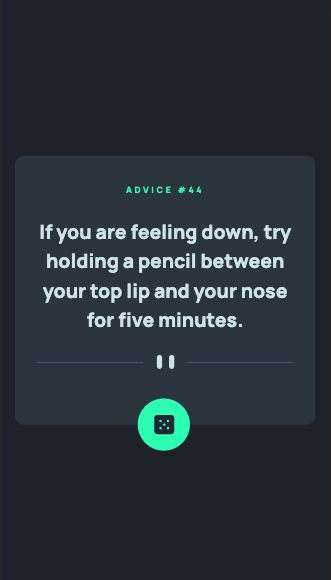 ADVICE #44
If you are feeling down, try
holding a pencil between
your top lip and your nose
for five minutes.